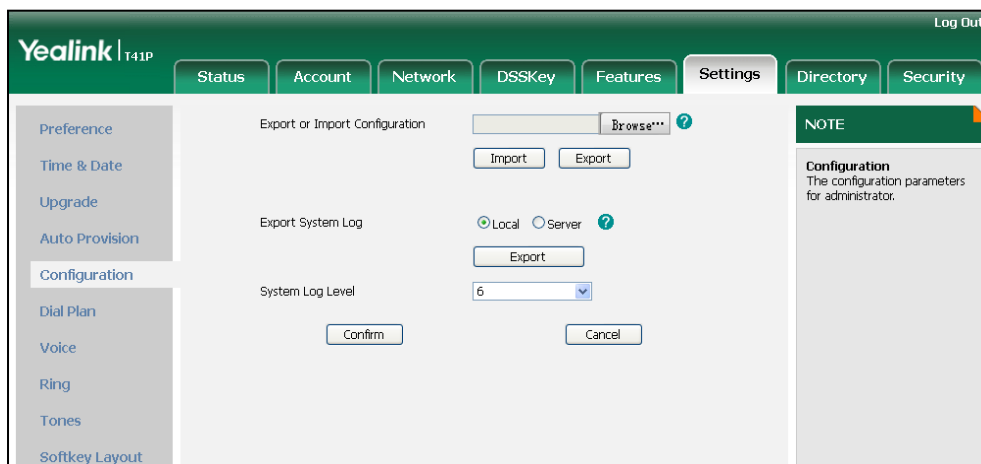 Log Out
Yealink T41P
Status Account Network DSSKey Features Settings Directory Security
Preference
Time & Date
Upgrade
Auto Provision
Configuration
Dial Plan
Voice
Ring
Tones
Softkey Layout
Export or Import Configuration Browse... ?
Import Export
Export System Log Local Server ?
Export
System Log Level 6
Confirm Cancel
NOTE
Configuration
The configuration parameters
for administrator.